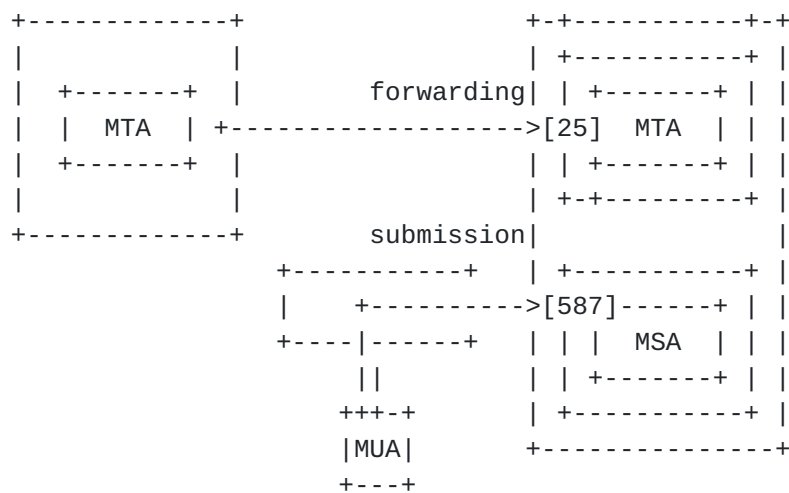 forwarding
MTA [25] MTA
submission
[587]
MSA
MUA